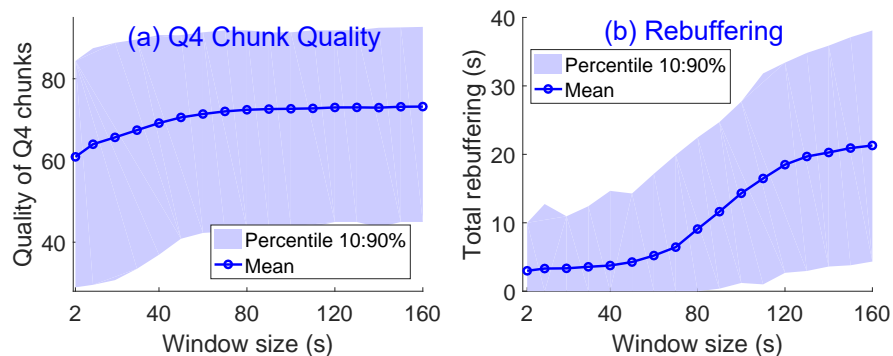 (a) Q4 Chunk Quality
Quality of Q4 chunks
80
60
40
Percentile 10:90%
Mean
2
40
80
120
160
Window size (s)
(b) Rebuffering
Total rebuffering (s)
40
30
20
10
0
Percentile 10:90%
Mean
2
40
80
120
160
Window size (s)